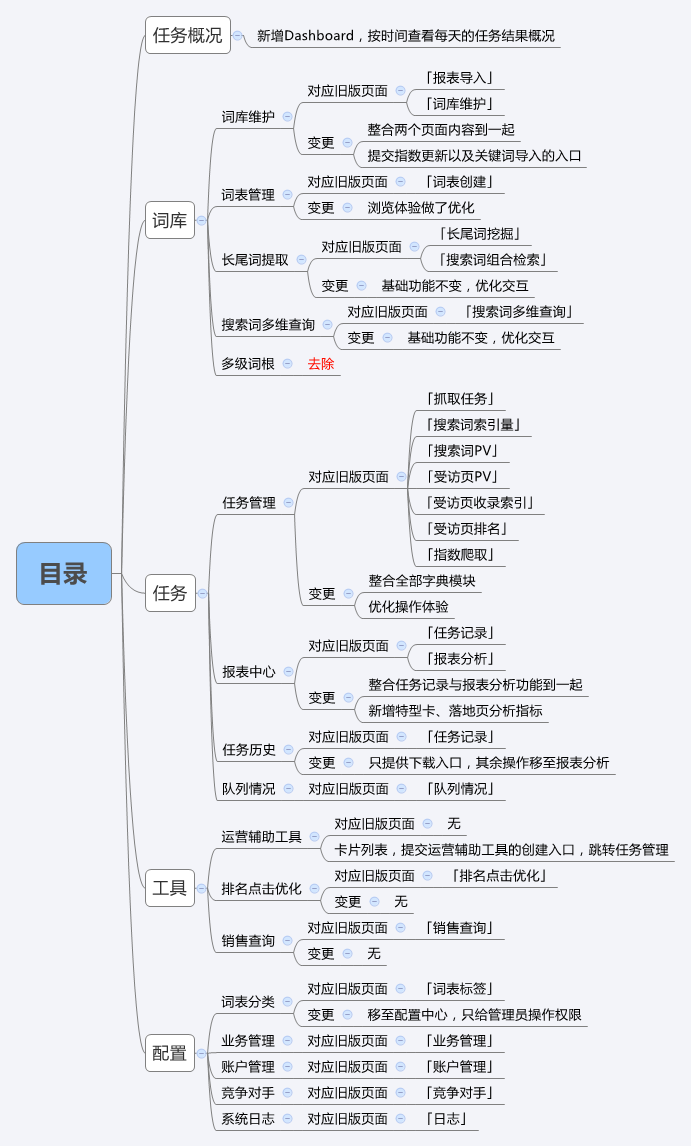 任务概况
新增Dashboard，按时间查看每天的任务结果概况
词库
词库维护
对应旧版页面
「报表导入」
「词库维护」
变更
整合两个页面内容到一起
提交指数更新以及关键词导入的入口
词表管理
对应旧版页面
「词表创建」
变更
浏览体验做了优化
长尾词提取
对应旧版页面
「长尾词挖掘」
「搜索词组合检索」
变更
基础功能不变，优化交互
搜索词多维查询
对应旧版页面
「搜索词多维查询」
变更
基础功能不变，优化交互
多级词根
去除
目录
任务
任务管理
对应旧版页面
「抓取任务」
「搜索词索引量」
「搜索词PV」
「受访页PV」
「受访页收录索引」
「受访页排名」
「指数爬取」
变更
整合全部字典模块
优化操作体验
报表中心
对应旧版页面
「任务记录」
「报表分析」
变更
整合任务记录与报表分析功能到一起
新增特型卡、落地页分析指标
任务历史
对应旧版页面
「任务记录」
变更
只提供下载入口，其余操作移至报表分析
队列情况
对应旧版页面
「队列情况」
工具
运营辅助工具
对应旧版页面
无
卡片列表，提交运营辅助工具的创建入口，跳转任务管理
排名点击优化
对应旧版页面
「排名点击优化」
变更
无
销售查询
对应旧版页面
「销售查询」
变更
无
配置
词表分类
对应旧版页面
「词表标签」
变更
移至配置中心，只给管理员操作权限
业务管理
对应旧版页面
「业务管理」
账户管理
对应旧版页面
「账户管理」
竞争对手
对应旧版页面
「竞争对手」
系统日志
对应旧版页面
「日志」